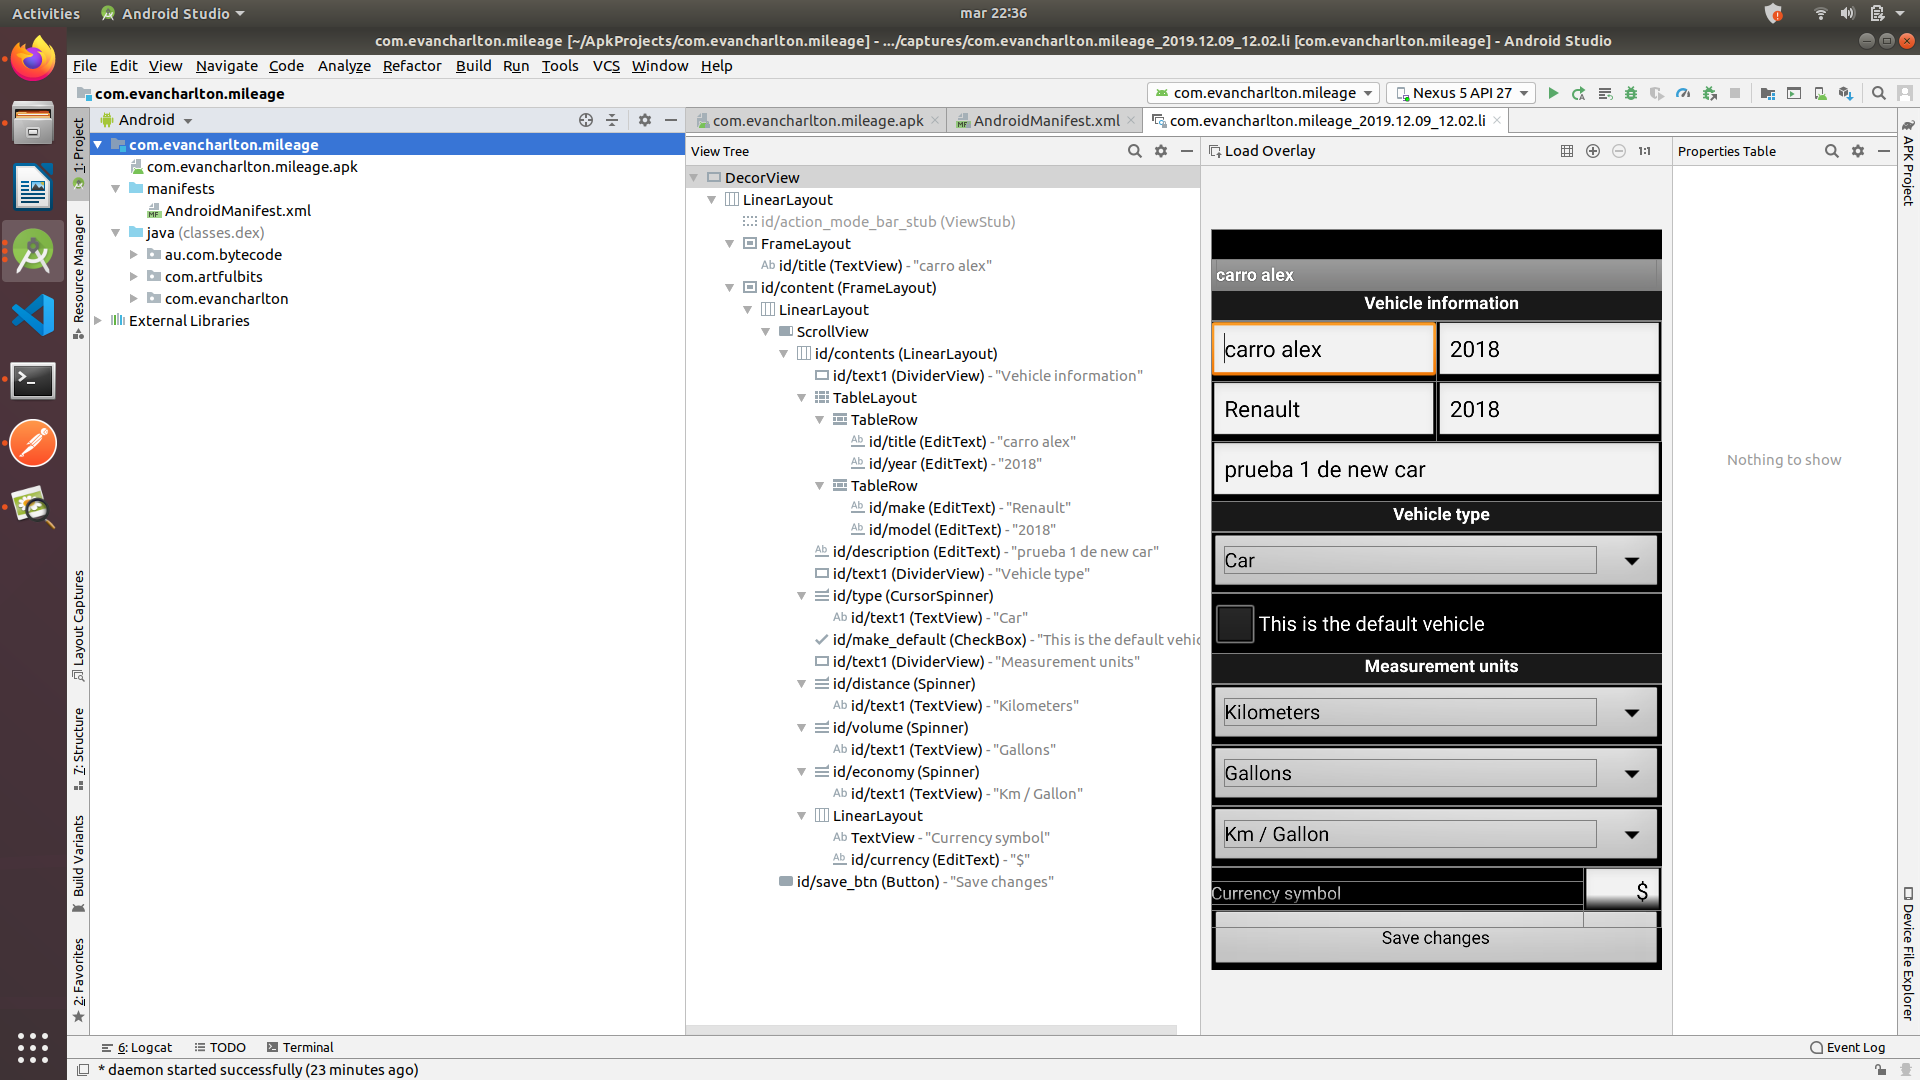 Activities Android Studio mar 22:36
com.evancharlton.mileage [~/ApkProjects/com.evancharlton.mileage] - .../captures/com.evancharlton.mileage_2019.12.09_12.02.li [com.evancharlton.mileage] - Android Studio
File Edit View Navigate Code Analyze Refactor Build Run Tools VCS Window Help
com.evancharlton.mileage com.evancharlton.mileage Nexus 5 API 27
Android com.evancharlton.mileage.apk AndroidManifest.xml com.evancharlton.mileage_2019.12.09_12.02.li
1: Project
Resource Manager
Layout Captures
7: Structure
Build Variants
2: Favorites
com.evancharlton.mileage
com.evancharlton.mileage.apk
manifests
MF AndroidManifest.xml
java (classes.dex)
au.com.bytecode
com.artfulbits
com.evancharlton
External Libraries
View Tree
DecorView
LinearLayout
id/action_mode_bar_stub (ViewStub)
FrameLayout
Ab id/title (TextView) - "carro alex"
id/content (FrameLayout)
LinearLayout
ScrollView
id/contents (LinearLayout)
id/text1 (DividerView) - "Vehicle information"
TableLayout
TableRow
Ab id/title (EditText) - "carro alex"
Ab id/year (EditText) - "2018"
TableRow
Ab id/make (EditText) - "Renault"
Ab id/model (EditText) - "2018"
Ab id/description (EditText) - "prueba 1 de new car"
id/text1 (DividerView) - "Vehicle type"
id/type (CursorSpinner)
Ab id/text1 (TextView) - "Car"
id/make_default (CheckBox) - "This is the default vehic
id/text1 (DividerView) - "Measurement units"
id/distance (Spinner)
Ab id/text1 (TextView) - "Kilometers"
id/volume (Spinner)
Ab id/text1 (TextView) - "Gallons"
id/economy (Spinner)
Ab id/text1 (TextView) - "Km / Gallon"
LinearLayout
Ab TextView - "Currency symbol"
Ab id/currency (EditText) - "$"
id/save_btn (Button) - "Save changes"
Load Overlay 1:1
carro alex
Vehicle information
carro alex 2018
Renault 2018
prueba 1 de new car
Vehicle type
Car
This is the default vehicle
Measurement units
Kilometers
Gallons
Km / Gallon
Currency symbol $
Save changes
Properties Table
Nothing to show
APK Project
Device File Explorer
6: Logcat TODO Terminal Event Log
* daemon started successfully (23 minutes ago)